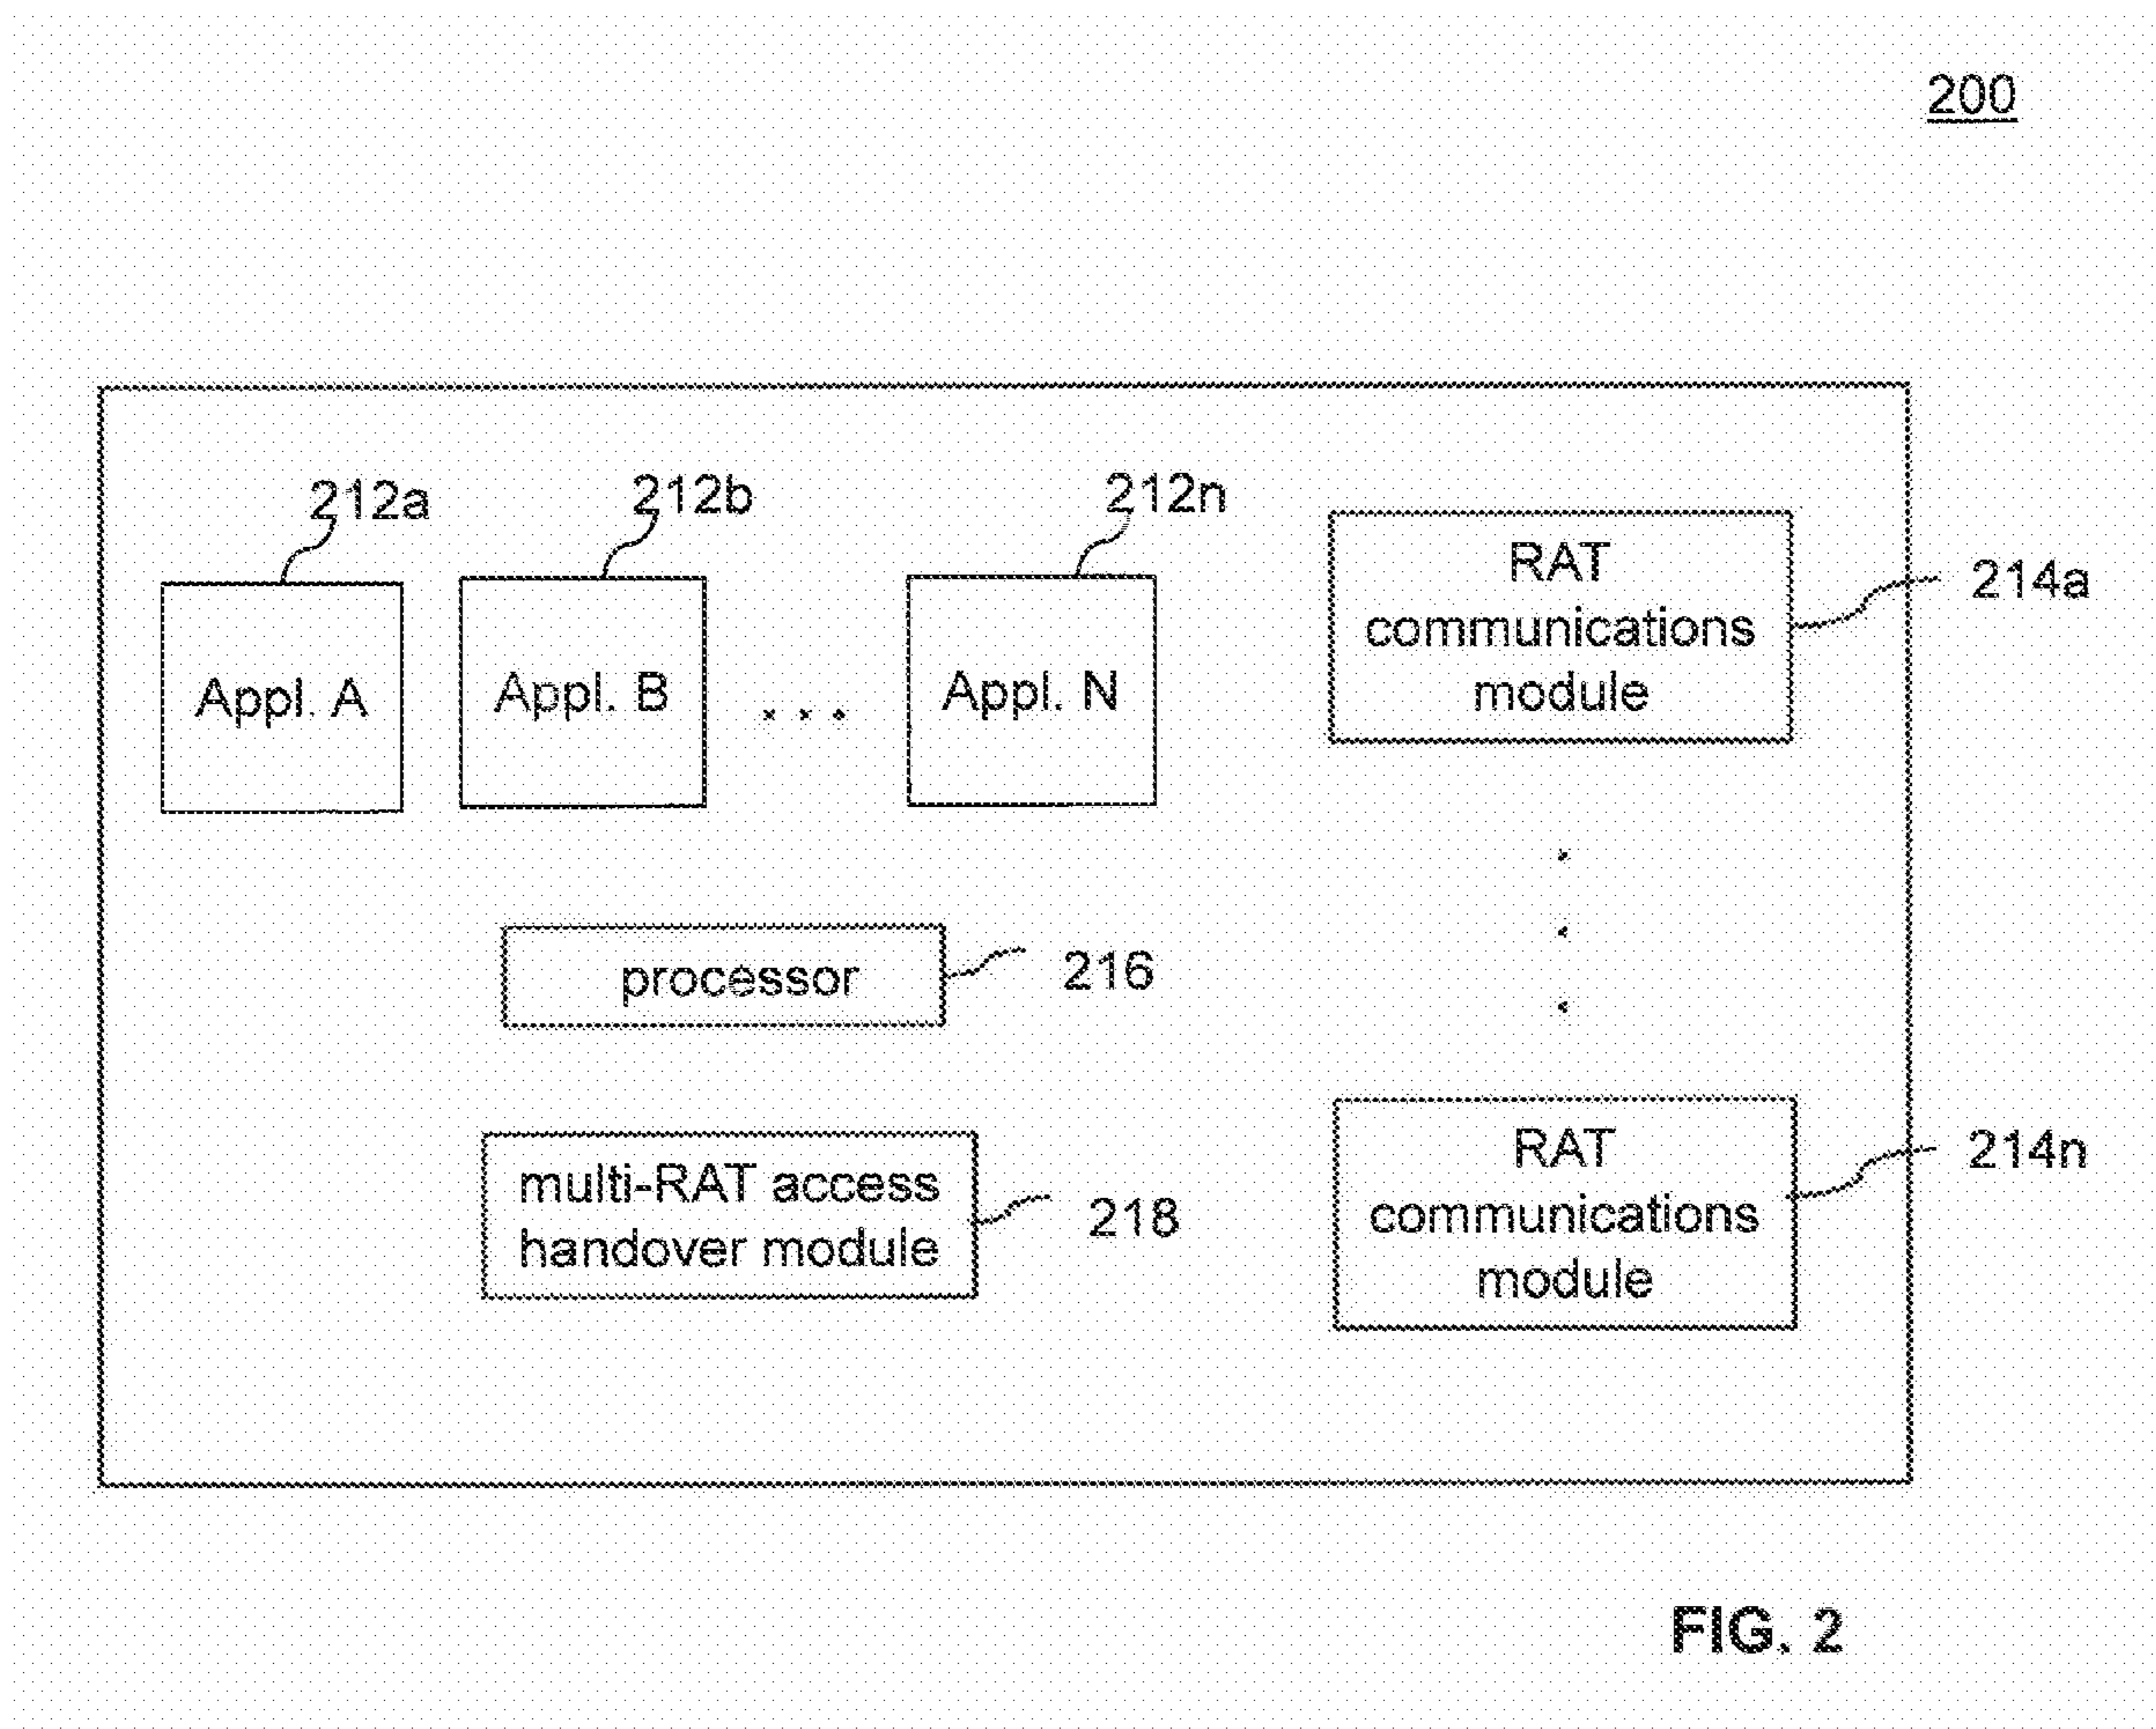 200
212a
212b
212n
Appl. A
Appl. B
. . .
Appl. N
RAT
communications
module
214a
processor
216
multi-RAT access
handover module
218
RAT
communications
module
214n
FIG. 2